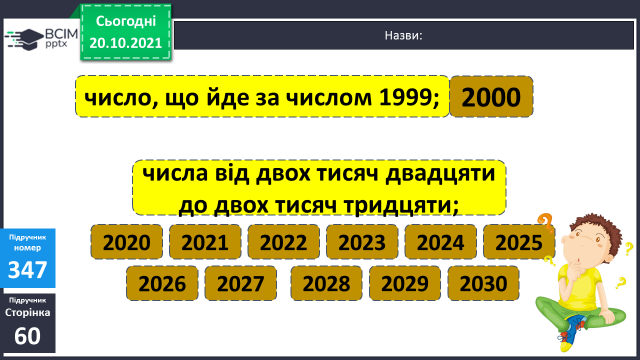 Сьогодні
20.10.2021
ВСІМ
pptx
Назви:
число, що йде за числом 1999;
2000
числа від двох тисяч двадцяти
до двох тисяч тридцяти;
2020 2021 2022 2023 2024 2025
2026 2027 2028 2029 2030
Підручник
номер
347
Підручник
Сторінка
60